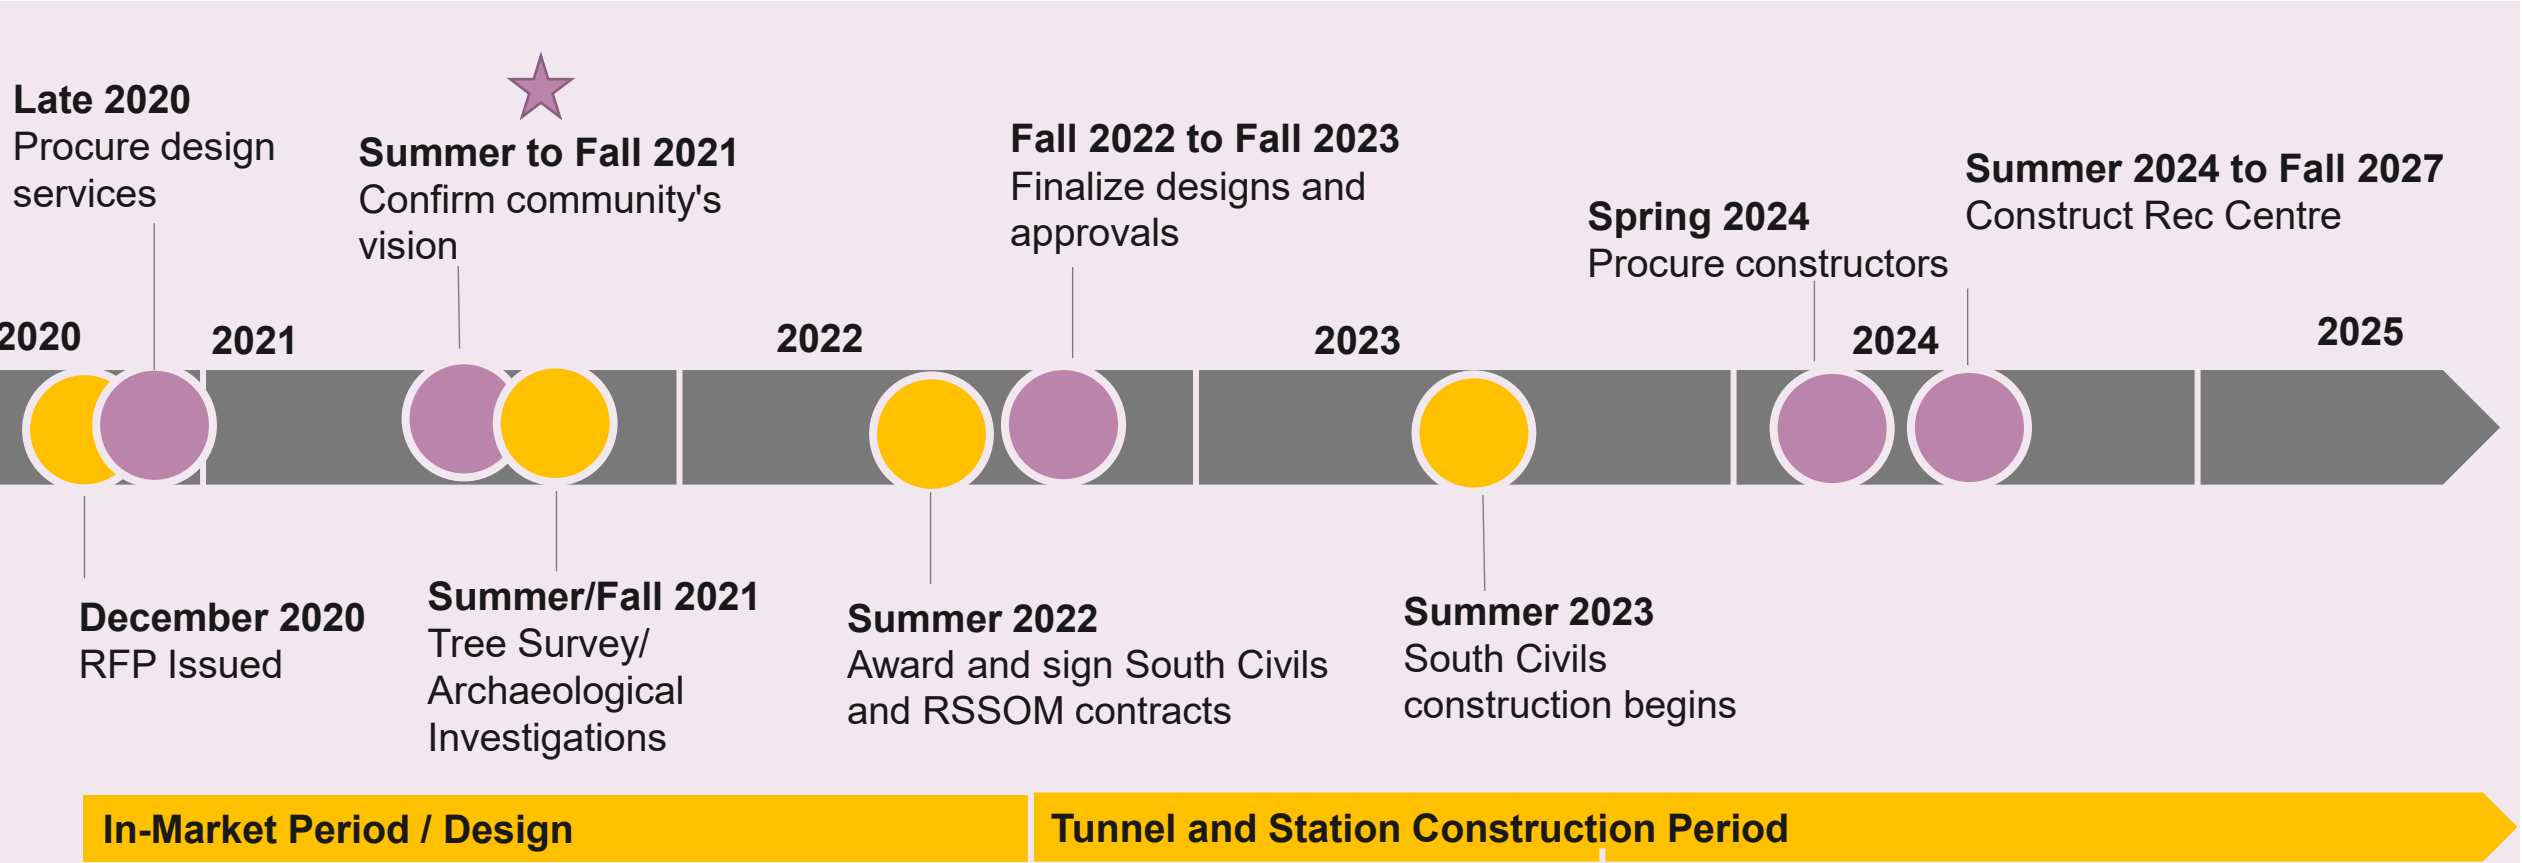 Late 2020
Procure design
services
Summer to Fall 2021
Confirm community's
vision
Fall 2022 to Fall 2023
Finalize designs and
approvals
Spring 2024
Procure constructors
Summer 2024 to Fall 2027
Construct Rec Centre
2020
2021
2022
2023
2024
2025
December 2020
RFP Issued
Summer/Fall 2021
Tree Survey/
Archaeological
Investigations
Summer 2022
Award and sign South Civils
and RSSOM contracts
Summer 2023
South Civils
construction begins
In-Market Period / Design
Tunnel and Station Construction Period